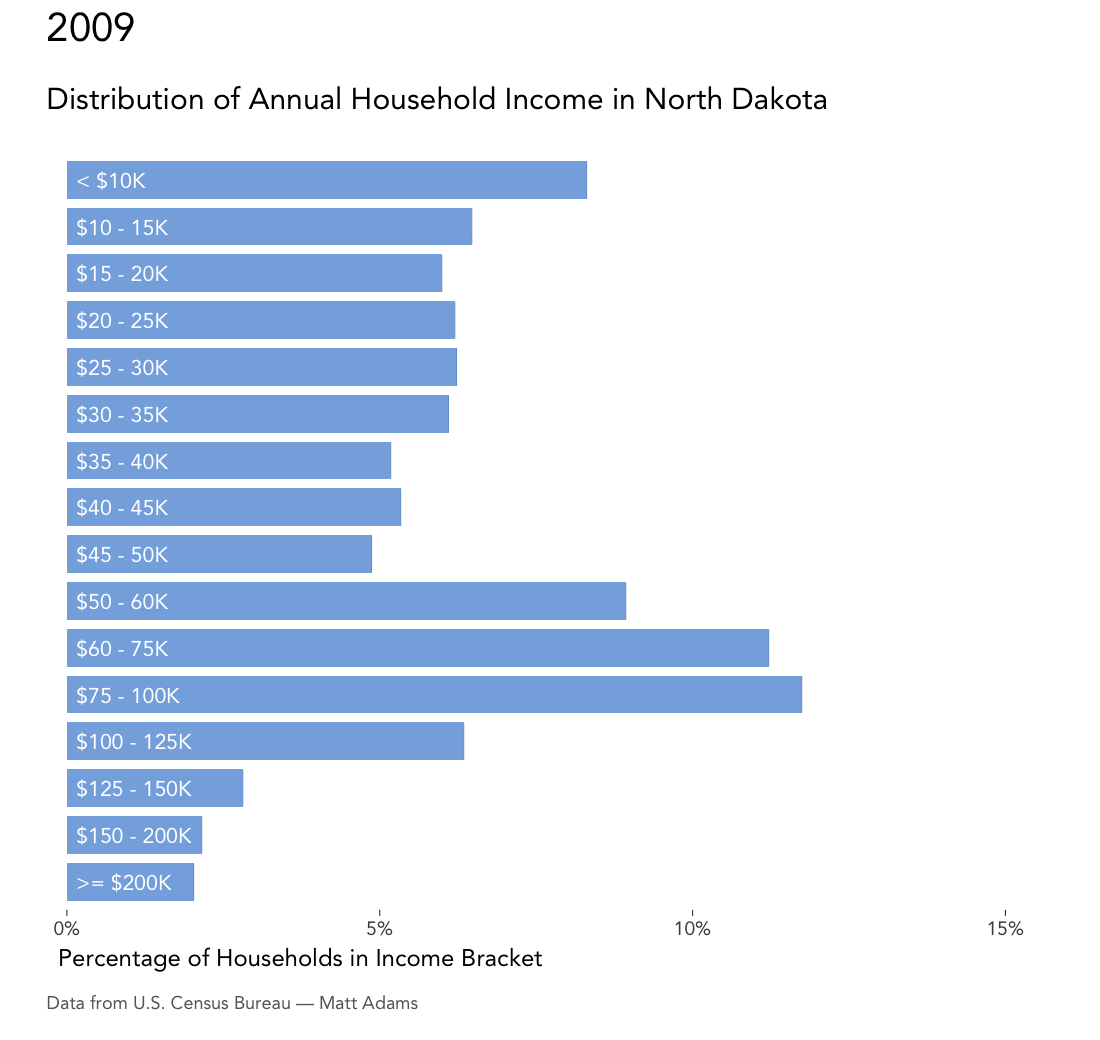 2009
Distribution of Annual Household Income in North Dakota
< $10K
$10 - 15K
$15 - 20K
$20 - 25K
$25 - 30K
$30 - 35K
$35 - 40K
$40 - 45K
$45 - 50K
$50 - 60K
$60 - 75K
$75 - 100K
$100 - 125K
$125 - 150K
$150 - 200K
>= $200K
0% 5% 10% 15%
Percentage of Households in Income Bracket
Data from U.S. Census Bureau — Matt Adams